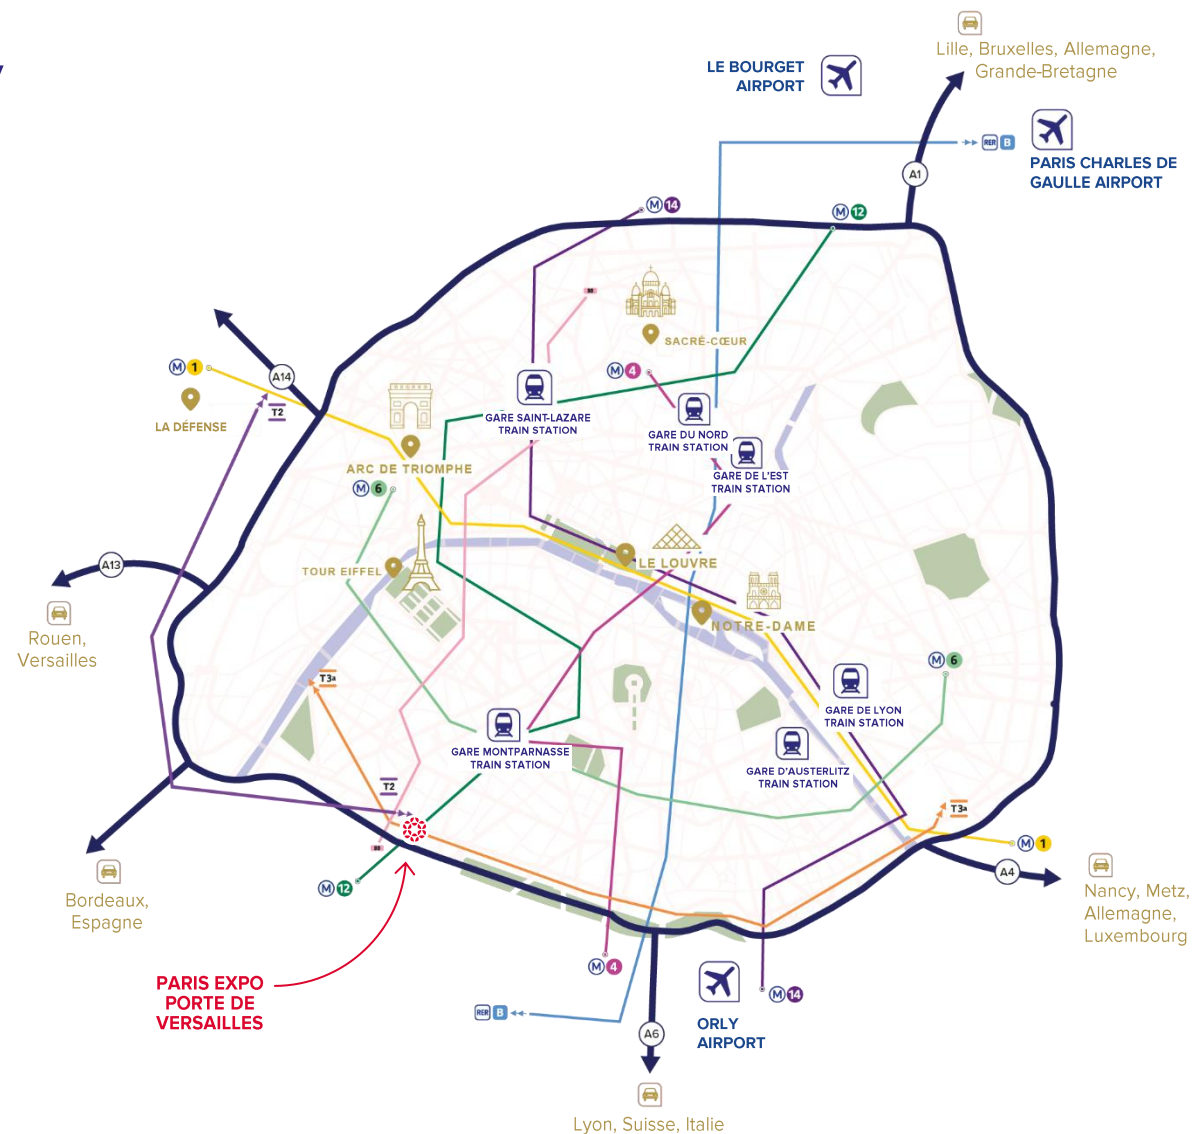 Lille, Bruxelles, Allemagne,
Grande-Bretagne
LE BOURGET
AIRPORT
RER B
PARIS CHARLES DE
GAULLE AIRPORT
A1
M 14
M 12
SACRÉ-CŒUR
M 1
A14
T2
LA DÉFENSE
M 4
GARE SAINT-LAZARE
TRAIN STATION
GARE DU NORD
TRAIN STATION
GARE DE L'EST
TRAIN STATION
ARC DE TRIOMPHE
M 6
A13
TOUR EIFFEL
LE LOUVRE
NOTRE-DAME
Rouen,
Versailles
M 6
T3a
GARE DE LYON
TRAIN STATION
GARE MONTPARNASSE
TRAIN STATION
GARE D'AUSTERLITZ
TRAIN STATION
T2
T3a
M 1
A4
Bordeaux,
Espagne
M 12
Nancy, Metz,
Allemagne,
Luxembourg
PARIS EXPO
PORTE DE
VERSAILLES
M 4
M 14
RER B
ORLY
AIRPORT
A6
Lyon, Suisse, Italie